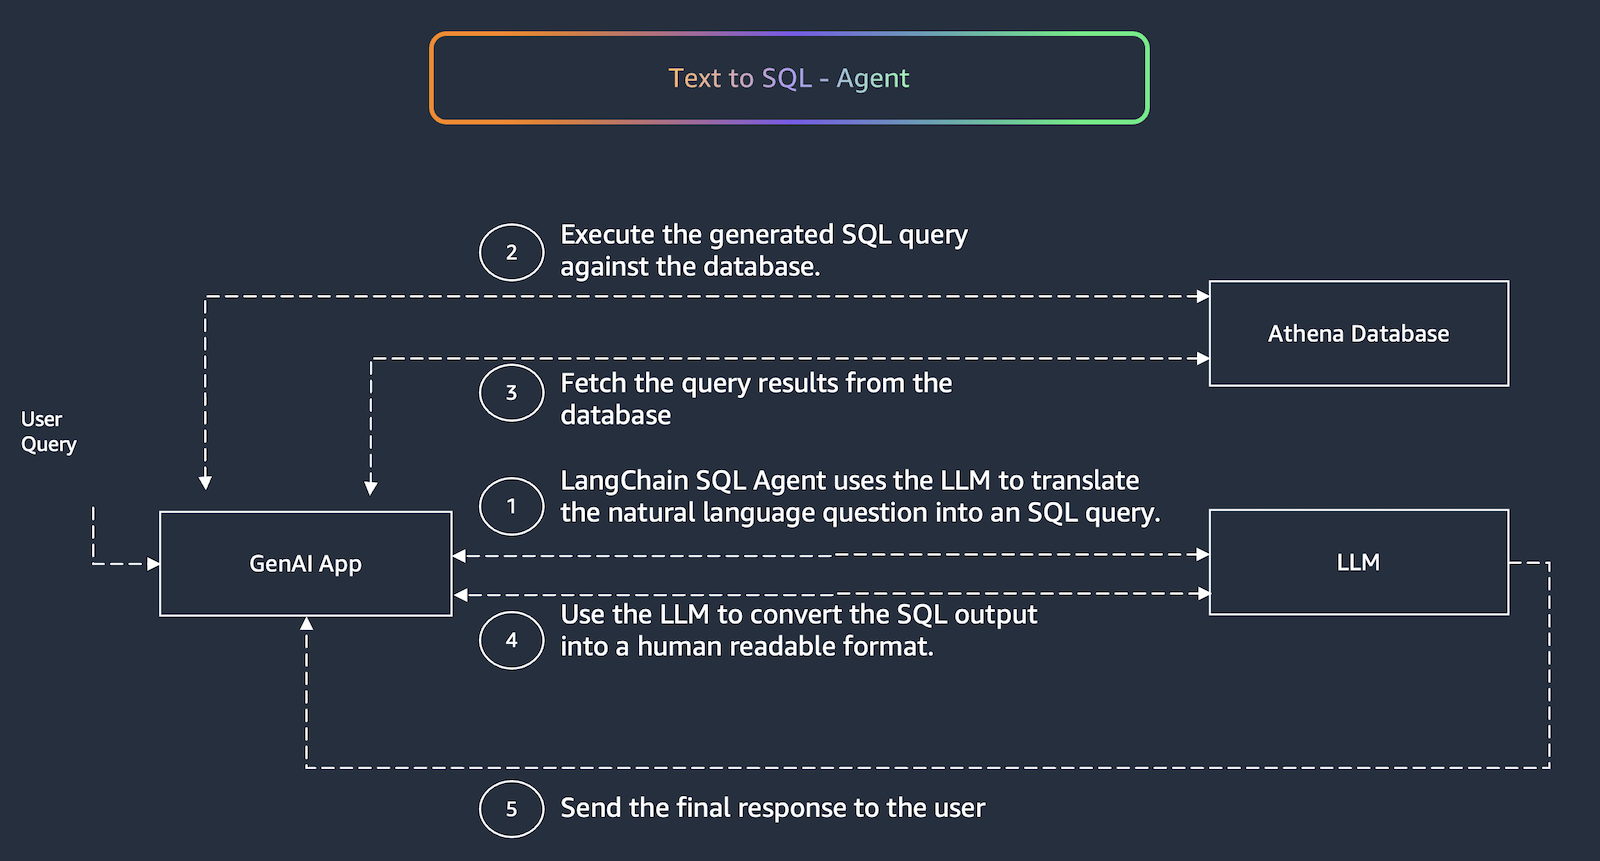 Text to SQL - Agent
2
Execute the generated SQL query
against the database.
Athena Database
3
Fetch the query results from the
database
User
Query
1
LangChain SQL Agent uses the LLM to translate
the natural language question into an SQL query.
GenAI App
LLM
4
Use the LLM to convert the SQL output
into a human readable format.
5
Send the final response to the user